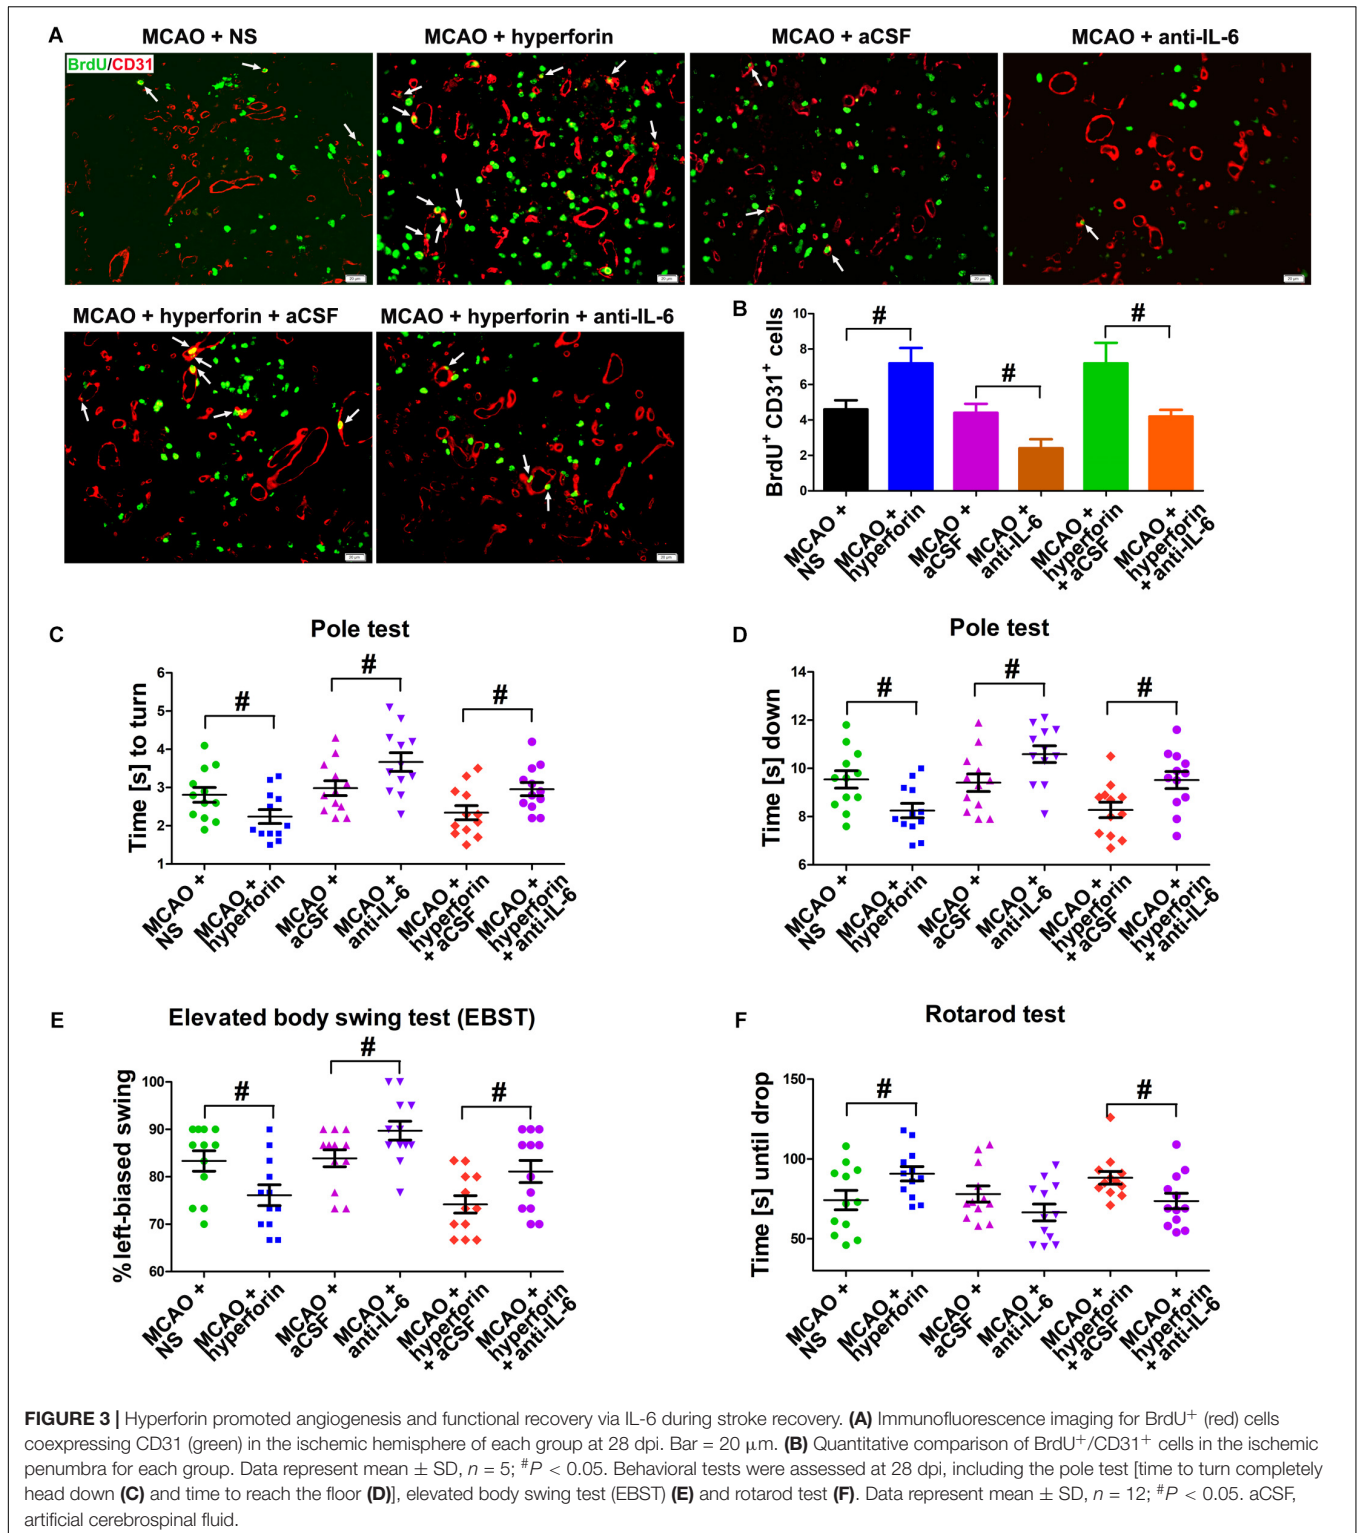 A
MCAO + NS
MCAO + hyperforin
MCAO + aCSF
MCAO + anti-IL-6
BrdU/CD31
20 µm
20 µm
20 µm
20 µm
MCAO + hyperforin + aCSF
MCAO + hyperforin + anti-IL-6
20 µm
20 µm
B
BrdU⁺ CD31⁺ cells
10
8
6
4
2
0
#
#
#
MCAO +
NS
MCAO +
hyperforin
MCAO +
aCSF
MCAO +
anti-IL-6
MCAO +
hyperforin
+ aCSF
MCAO +
hyperforin
+ anti-IL-6
C
Pole test
Time [s] to turn
6
5
4
3
2
1
#
#
#
MCAO +
NS
MCAO +
hyperforin
MCAO +
aCSF
MCAO +
anti-IL-6
MCAO +
hyperforin
+ aCSF
MCAO +
hyperforin
+ anti-IL-6
D
Pole test
Time [s] down
14
12
10
8
6
#
#
#
MCAO +
NS
MCAO +
hyperforin
MCAO +
aCSF
MCAO +
anti-IL-6
MCAO +
hyperforin
+ aCSF
MCAO +
hyperforin
+ anti-IL-6
E
Elevated body swing test (EBST)
% left-biased swing
100
90
80
70
60
#
#
#
MCAO +
NS
MCAO +
hyperforin
MCAO +
aCSF
MCAO +
anti-IL-6
MCAO +
hyperforin
+ aCSF
MCAO +
hyperforin
+ anti-IL-6
F
Rotarod test
Time [s] until drop
150
100
50
#
#
MCAO +
NS
MCAO +
hyperforin
MCAO +
aCSF
MCAO +
anti-IL-6
MCAO +
hyperforin
+ aCSF
MCAO +
hyperforin
+ anti-IL-6
FIGURE 3 | Hyperforin promoted angiogenesis and functional recovery via IL-6 during stroke recovery. (A) Immunofluorescence imaging for BrdU⁺ (red) cells
coexpressing CD31 (green) in the ischemic hemisphere of each group at 28 dpi. Bar = 20 µm. (B) Quantitative comparison of BrdU⁺/CD31⁺ cells in the ischemic
penumbra for each group. Data represent mean ± SD, n = 5; #P < 0.05. Behavioral tests were assessed at 28 dpi, including the pole test [time to turn completely
head down (C) and time to reach the floor (D)], elevated body swing test (EBST) (E) and rotarod test (F). Data represent mean ± SD, n = 12; #P < 0.05. aCSF,
artificial cerebrospinal fluid.